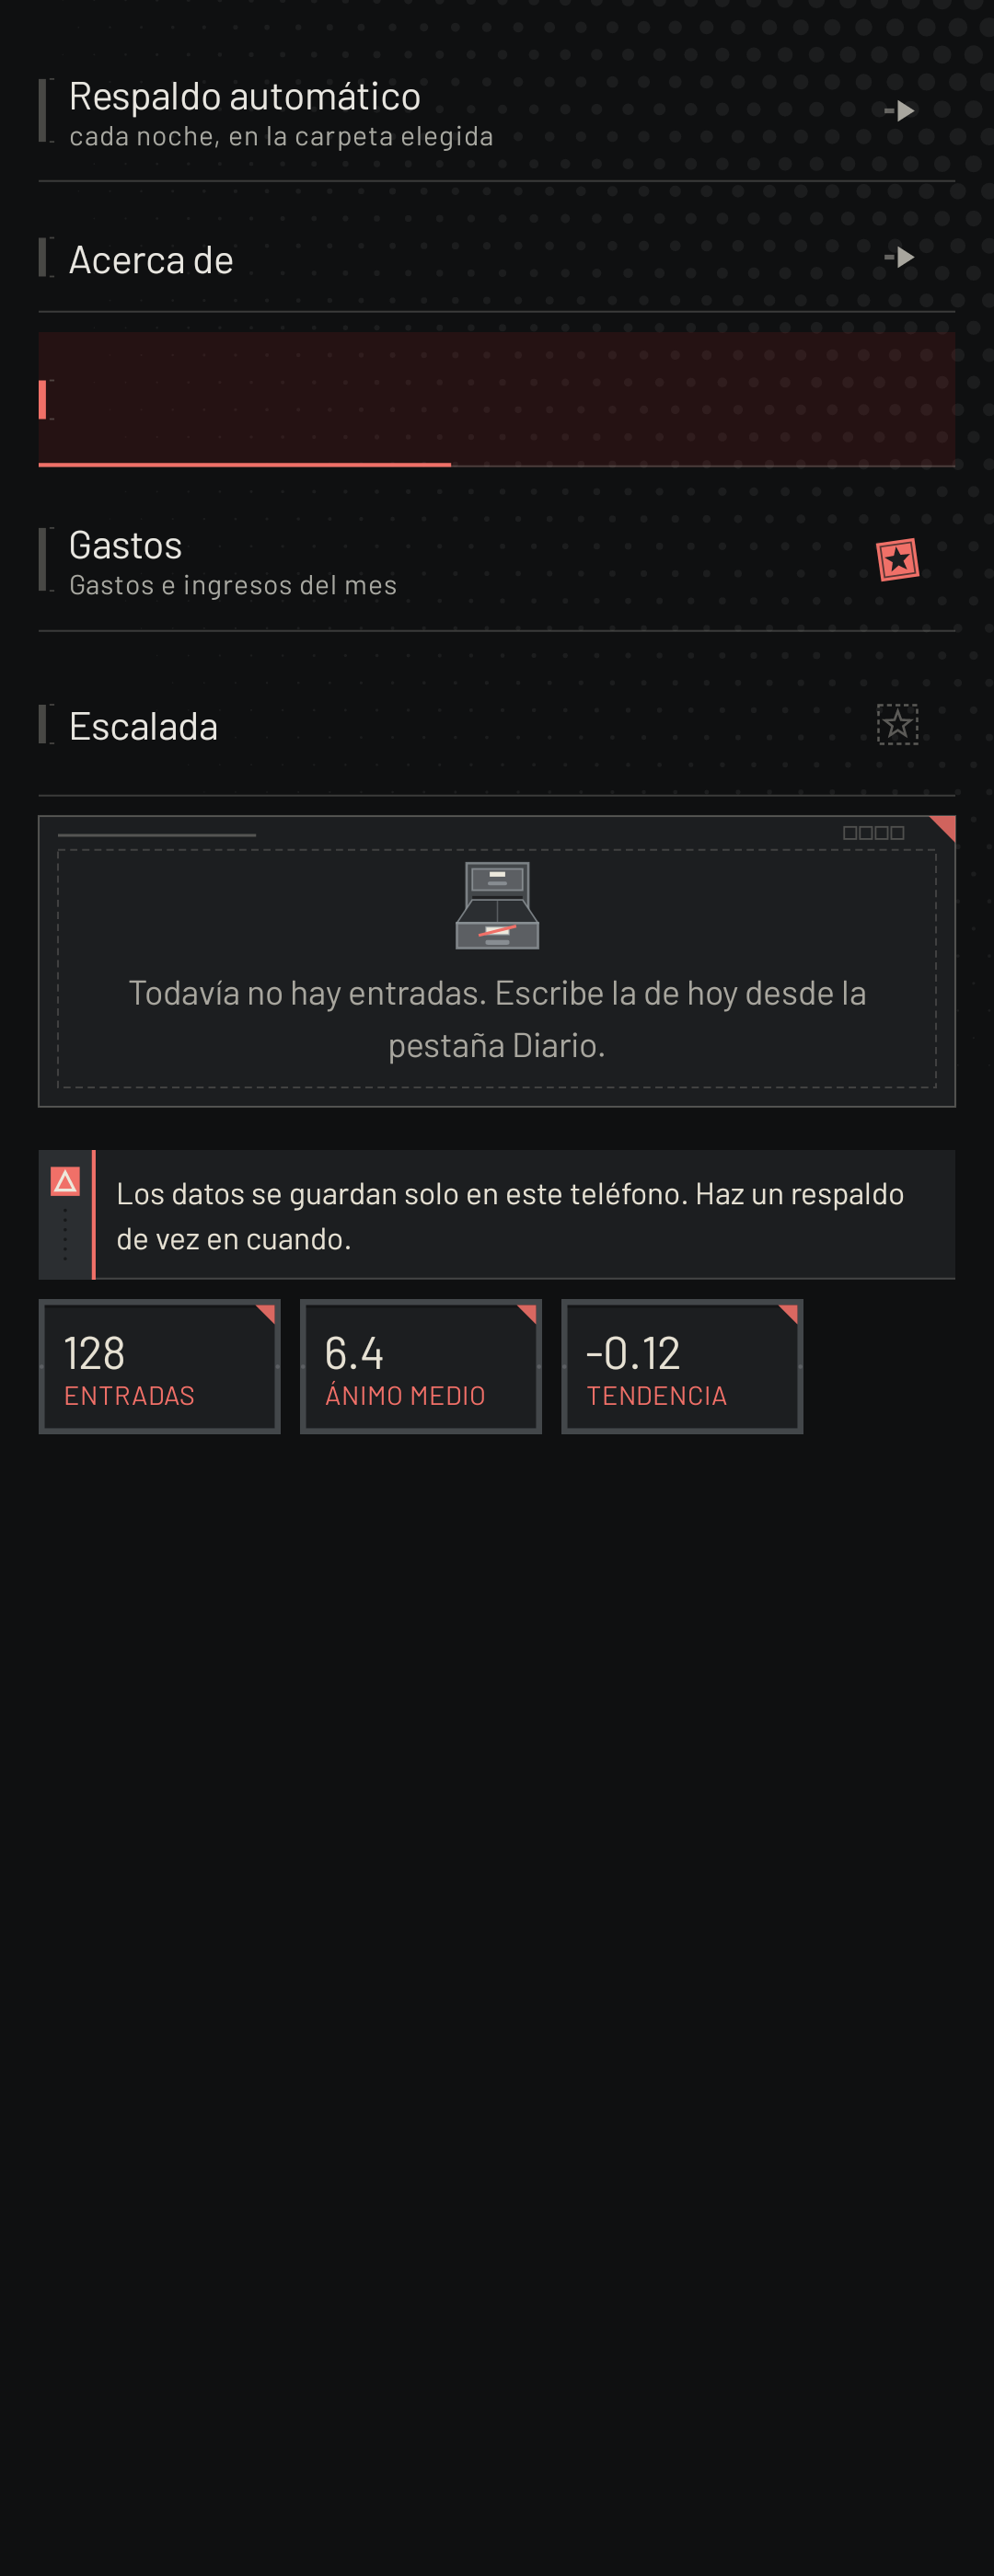 Respaldo automático
cada noche, en la carpeta elegida
Acerca de
Gastos
Gastos e ingresos del mes
Escalada
Todavía no hay entradas. Escribe la de hoy desde la
pestaña Diario.
Los datos se guardan solo en este teléfono. Haz un respaldo
de vez en cuando.
128
ENTRADAS
6.4
ÁNIMO MEDIO
-0.12
TENDENCIA